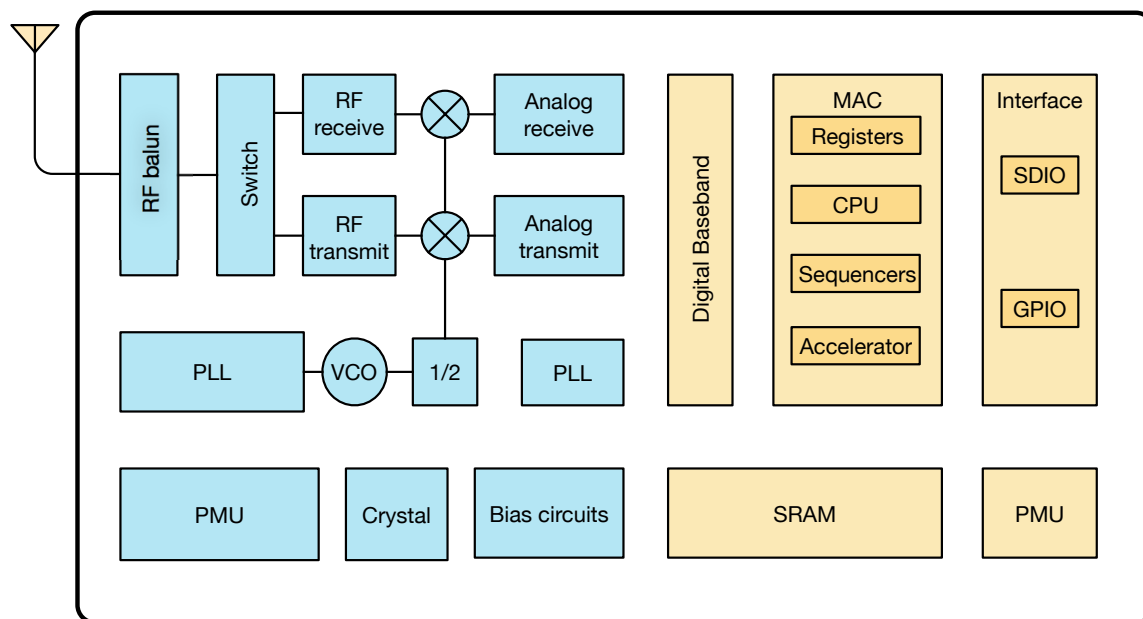 RF balun
Switch
RF
receive
Analog
receive
RF
transmit
Analog
transmit
PLL
VCO
1/2
PLL
PMU
Crystal
Bias circuits
Digital Baseband
MAC
Registers
CPU
Sequencers
Accelerator
Interface
SDIO
GPIO
SRAM
PMU